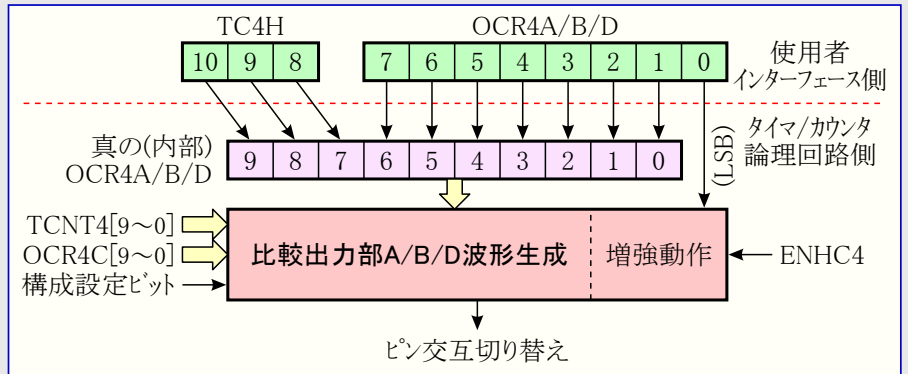 TC4H
OCR4A/B/D
10 9 8
7 6 5 4 3 2 1 0
使用者
インターフェース側
真の(内部)
OCR4A/B/D
9 8 7 6 5 4 3 2 1 0
(LSB)
タイマ/カウンタ
論理回路側
TCNT4[9～0]
OCR4C[9～0]
構成設定ビット
比較出力部A/B/D波形生成
増強動作
ENHC4
ピン交互切り替え